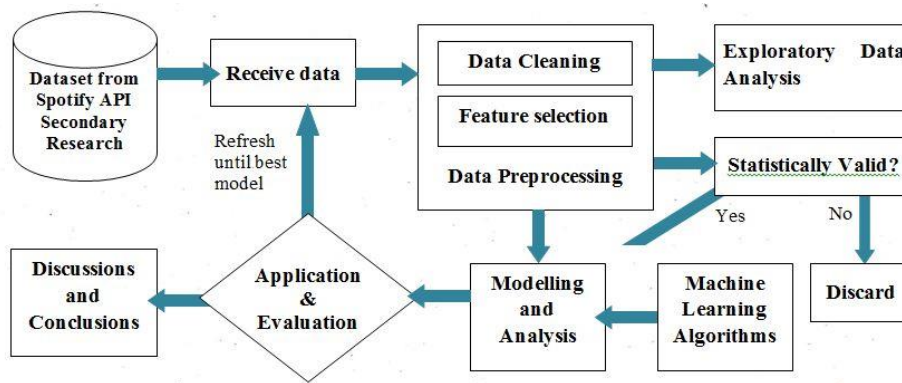 Dataset from
Spotify API
Secondary
Research
Receive data
Data Cleaning
Feature selection
Data Preprocessing
Exploratory Data
Analysis
Statistically Valid?
Yes
No
Discard
Refresh
until best
model
Discussions
and
Conclusions
Application
&
Evaluation
Modelling
and
Analysis
Machine
Learning
Algorithms